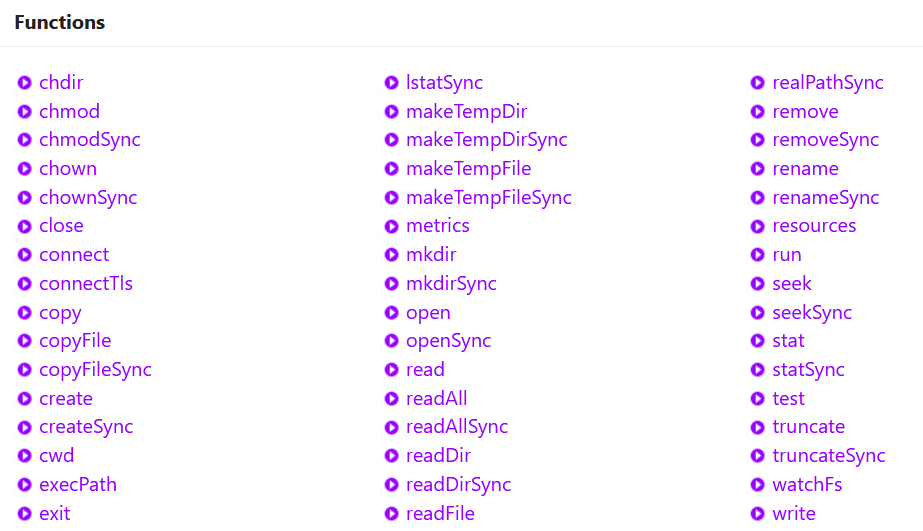 Functions
chdir
chmod
chmodSync
chown
chownSync
close
connect
connectTls
copy
copyFile
copyFileSync
create
createSync
cwd
execPath
exit
lstatSync
makeTempDir
makeTempDirSync
makeTempFile
makeTempFileSync
metrics
mkdir
mkdirSync
open
openSync
read
readAll
readAllSync
readDir
readDirSync
readFile
realPathSync
remove
removeSync
rename
renameSync
resources
run
seek
seekSync
stat
statSync
test
truncate
truncateSync
watchFs
write